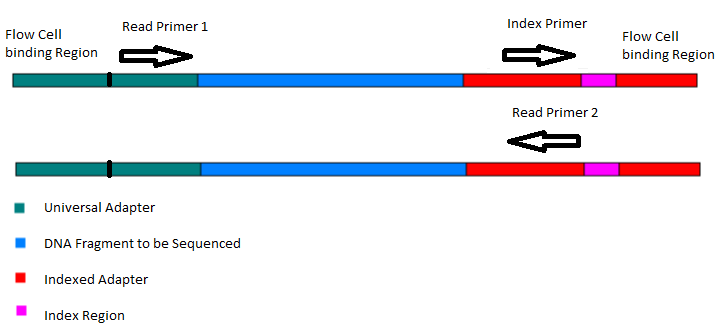 Flow Cell
binding Region
Read Primer 1
Index Primer
Flow Cell
binding Region
Read Primer 2
Universal Adapter
DNA Fragment to be Sequenced
Indexed Adapter
Index Region